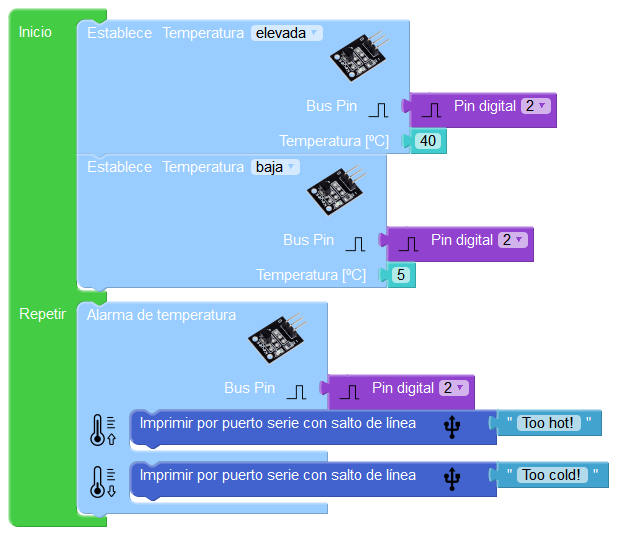 Inicio
Establece Temperatura elevada
Bus Pin Pin digital 2
Temperatura [ºC] 40
Establece Temperatura baja
Bus Pin Pin digital 2
Temperatura [ºC] 5
Repetir
Alarma de temperatura
Bus Pin Pin digital 2
Imprimir por puerto serie con salto de línea " Too hot! "
Imprimir por puerto serie con salto de línea " Too cold! "